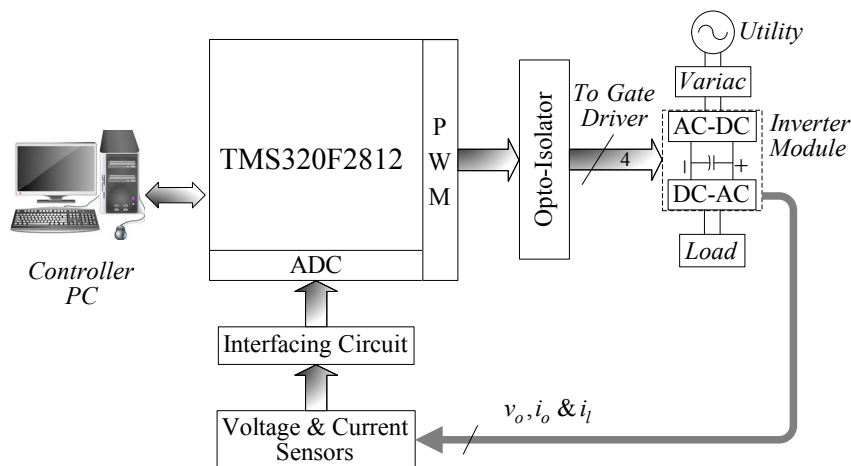 Utility
Variac
AC-DC
Inverter
Module
DC-AC
Load
To Gate
Driver
4
Opto-Isolator
P
W
M
TMS320F2812
ADC
Controller
PC
Interfacing Circuit
Voltage & Current
Sensors
v_o, i_o & i_l